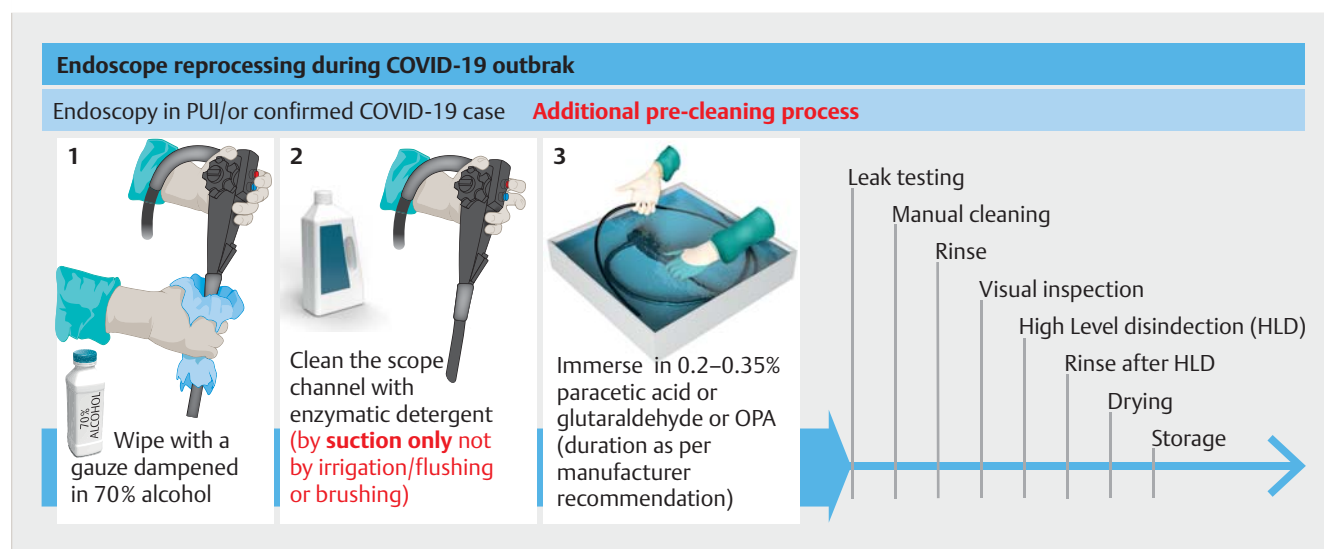 Endoscope reprocessing during COVID-19 outbrak
Endoscopy in PUI/or confirmed COVID-19 case Additional pre-cleaning process
1
70%
ALCOHOL
Wipe with a
gauze dampened
in 70% alcohol
2
Clean the scope
channel with
enzymatic detergent
(by suction only not
by irrigation/flushing
or brushing)
3
Immerse in 0.2–0.35%
paracetic acid or
glutaraldehyde or OPA
(duration as per
manufacturer
recommendation)
Leak testing
Manual cleaning
Rinse
Visual inspection
High Level disindection (HLD)
Rinse after HLD
Drying
Storage